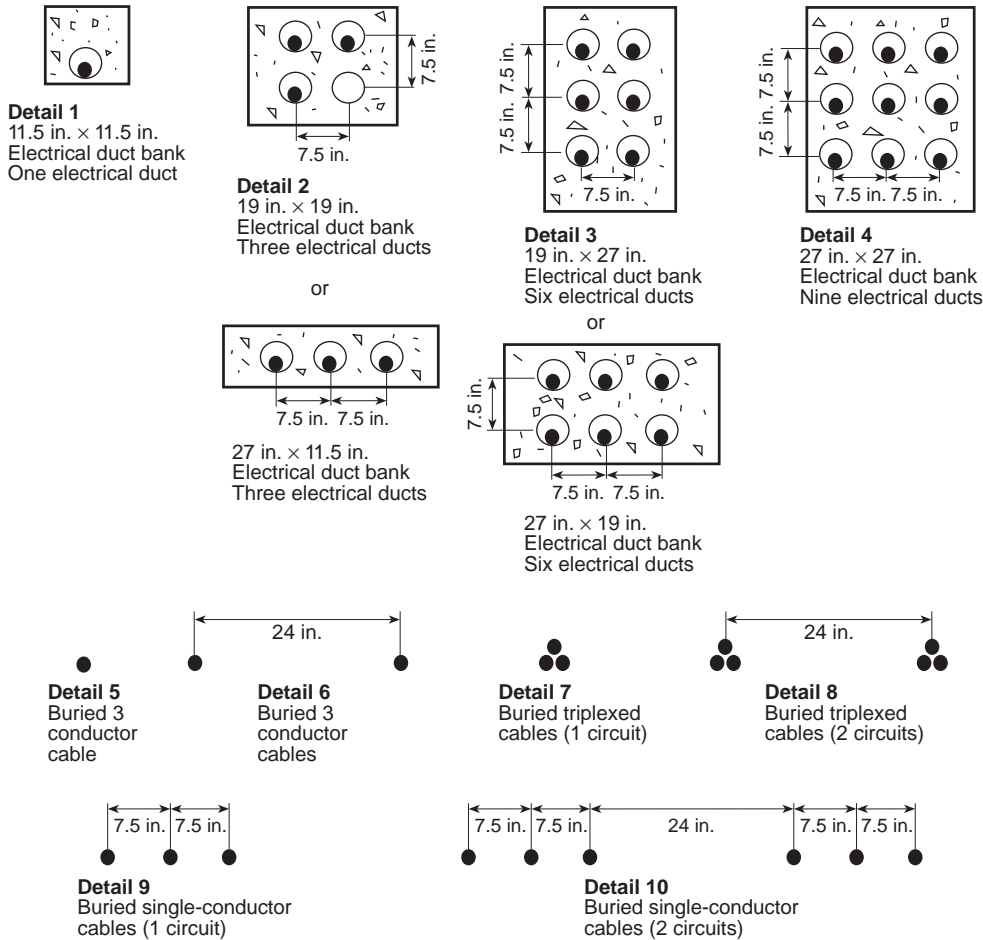 Detail 1
11.5 in. × 11.5 in.
Electrical duct bank
One electrical duct
7.5 in.
7.5 in.
Detail 2
19 in. × 19 in.
Electrical duct bank
Three electrical ducts
or
7.5 in. 7.5 in.
27 in. × 11.5 in.
Electrical duct bank
Three electrical ducts
7.5 in.
7.5 in.
7.5 in.
Detail 3
19 in. × 27 in.
Electrical duct bank
Six electrical ducts
or
7.5 in.
7.5 in. 7.5 in.
27 in. × 19 in.
Electrical duct bank
Six electrical ducts
7.5 in.
7.5 in.
7.5 in. 7.5 in.
Detail 4
27 in. × 27 in.
Electrical duct bank
Nine electrical ducts
Detail 5
Buried 3
conductor
cable
24 in.
Detail 6
Buried 3
conductor
cables
Detail 7
Buried triplexed
cables (1 circuit)
24 in.
Detail 8
Buried triplexed
cables (2 circuits)
7.5 in. 7.5 in.
Detail 9
Buried single-conductor
cables (1 circuit)
7.5 in. 7.5 in. 24 in. 7.5 in. 7.5 in.
Detail 10
Buried single-conductor
cables (2 circuits)